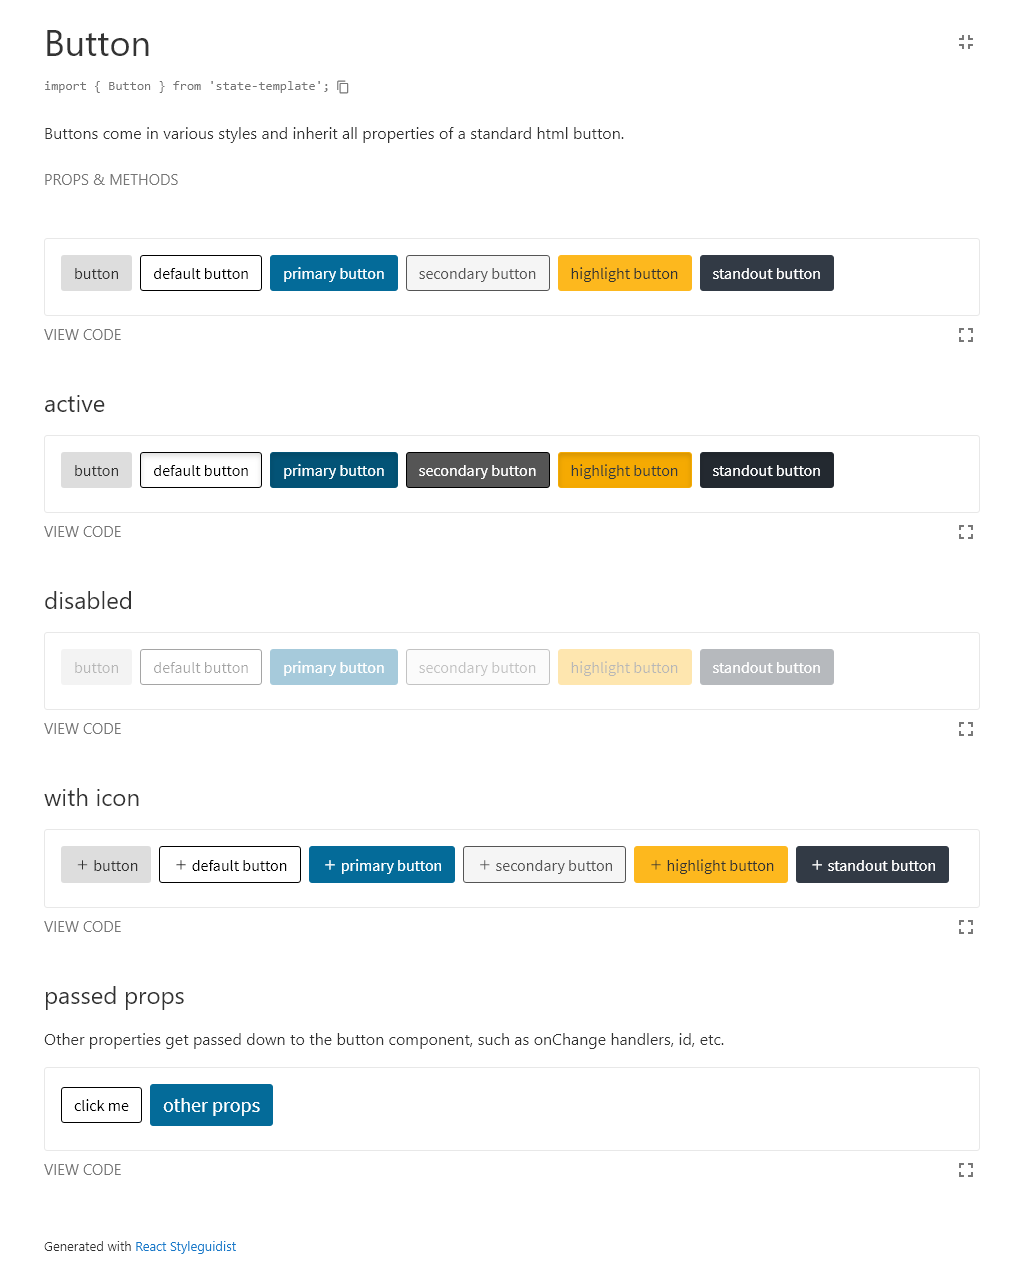 Button
import { Button } from 'state-template';
Buttons come in various styles and inherit all properties of a standard html button.
PROPS & METHODS
button default button primary button secondary button highlight button standout button
VIEW CODE
active
button default button primary button secondary button highlight button standout button
VIEW CODE
disabled
button default button primary button secondary button highlight button standout button
VIEW CODE
with icon
+ button + default button + primary button + secondary button + highlight button + standout button
VIEW CODE
passed props
Other properties get passed down to the button component, such as onChange handlers, id, etc.
click me other props
VIEW CODE
Generated with React Styleguidist